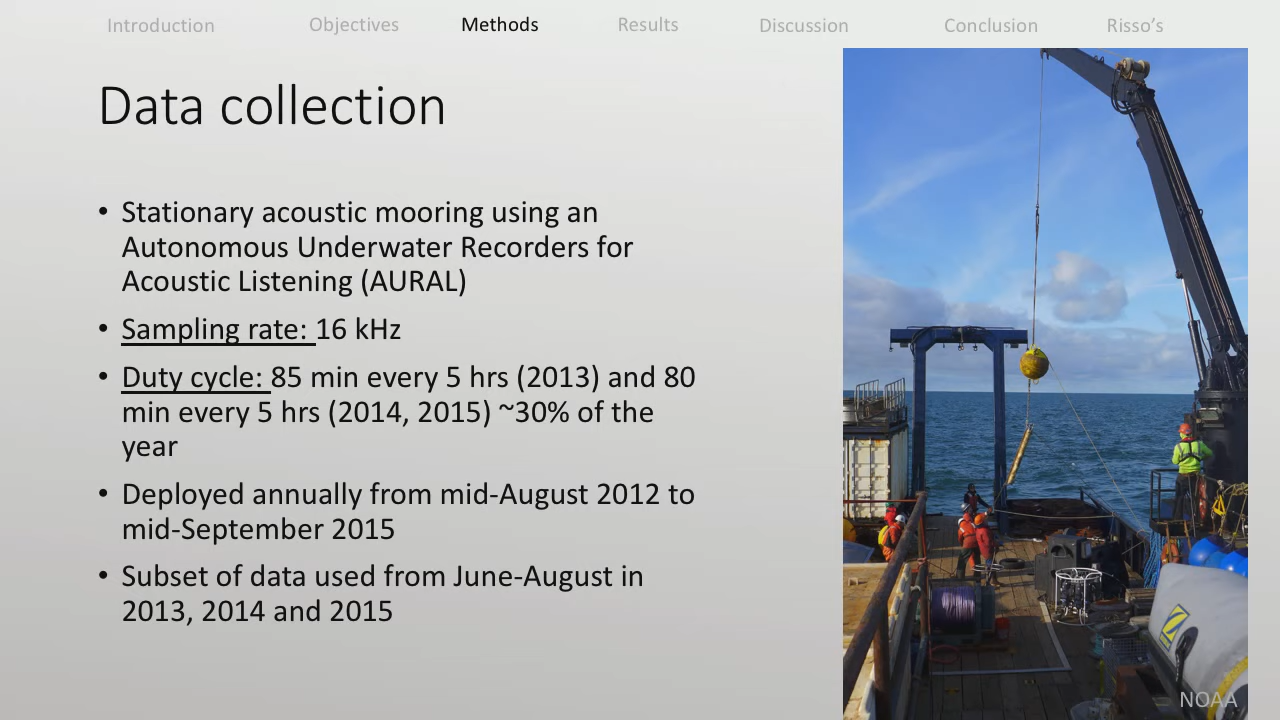 Introduction Objectives Methods Results Discussion Conclusion Risso's
Data collection
• Stationary acoustic mooring using an
Autonomous Underwater Recorders for
Acoustic Listening (AURAL)
• Sampling rate: 16 kHz
• Duty cycle: 85 min every 5 hrs (2013) and 80
min every 5 hrs (2014, 2015) ~30% of the
year
• Deployed annually from mid-August 2012 to
mid-September 2015
• Subset of data used from June-August in
2013, 2014 and 2015
NOAA